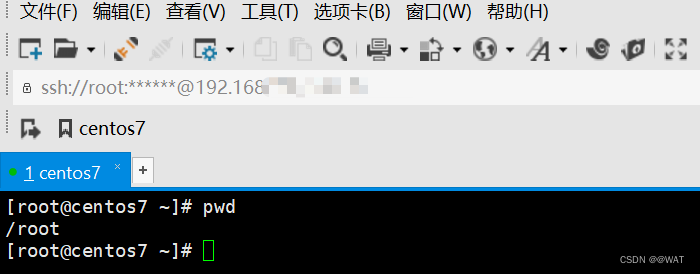 文件(F) 编辑(E) 查看(V) 工具(T) 选项卡(B) 窗口(W) 帮助(H)
ssh://root:******@192.168
centos7
1 centos7 × +
[root@centos7 ~]# pwd
/root
[root@centos7 ~]#
CSDN @@WAT